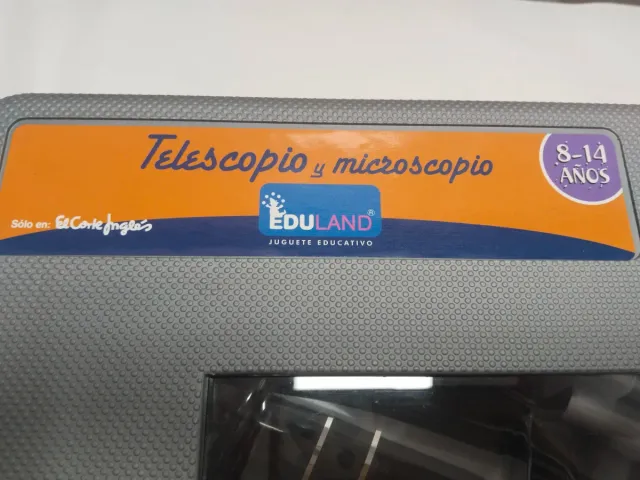 Telescopio y microscopio
8-14
AÑOS
Sólo en: El Corte Inglés
EDULAND®
JUGUETE EDUCATIVO